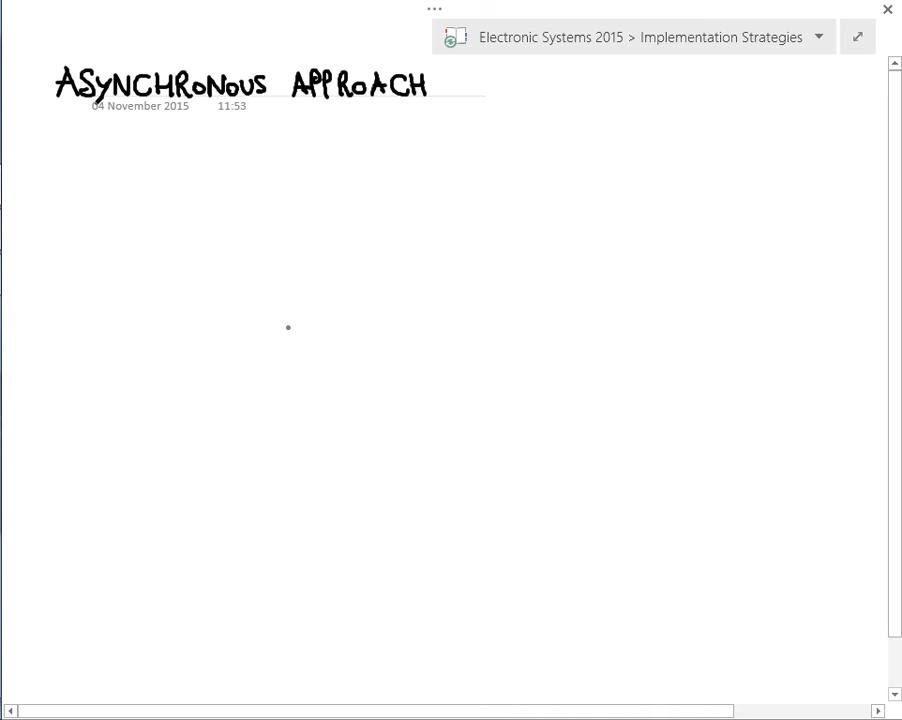 Electronic Systems 2015 > Implementation Strategies
ASYNCHRONOUS APPROACH
04 November 2015 11:53